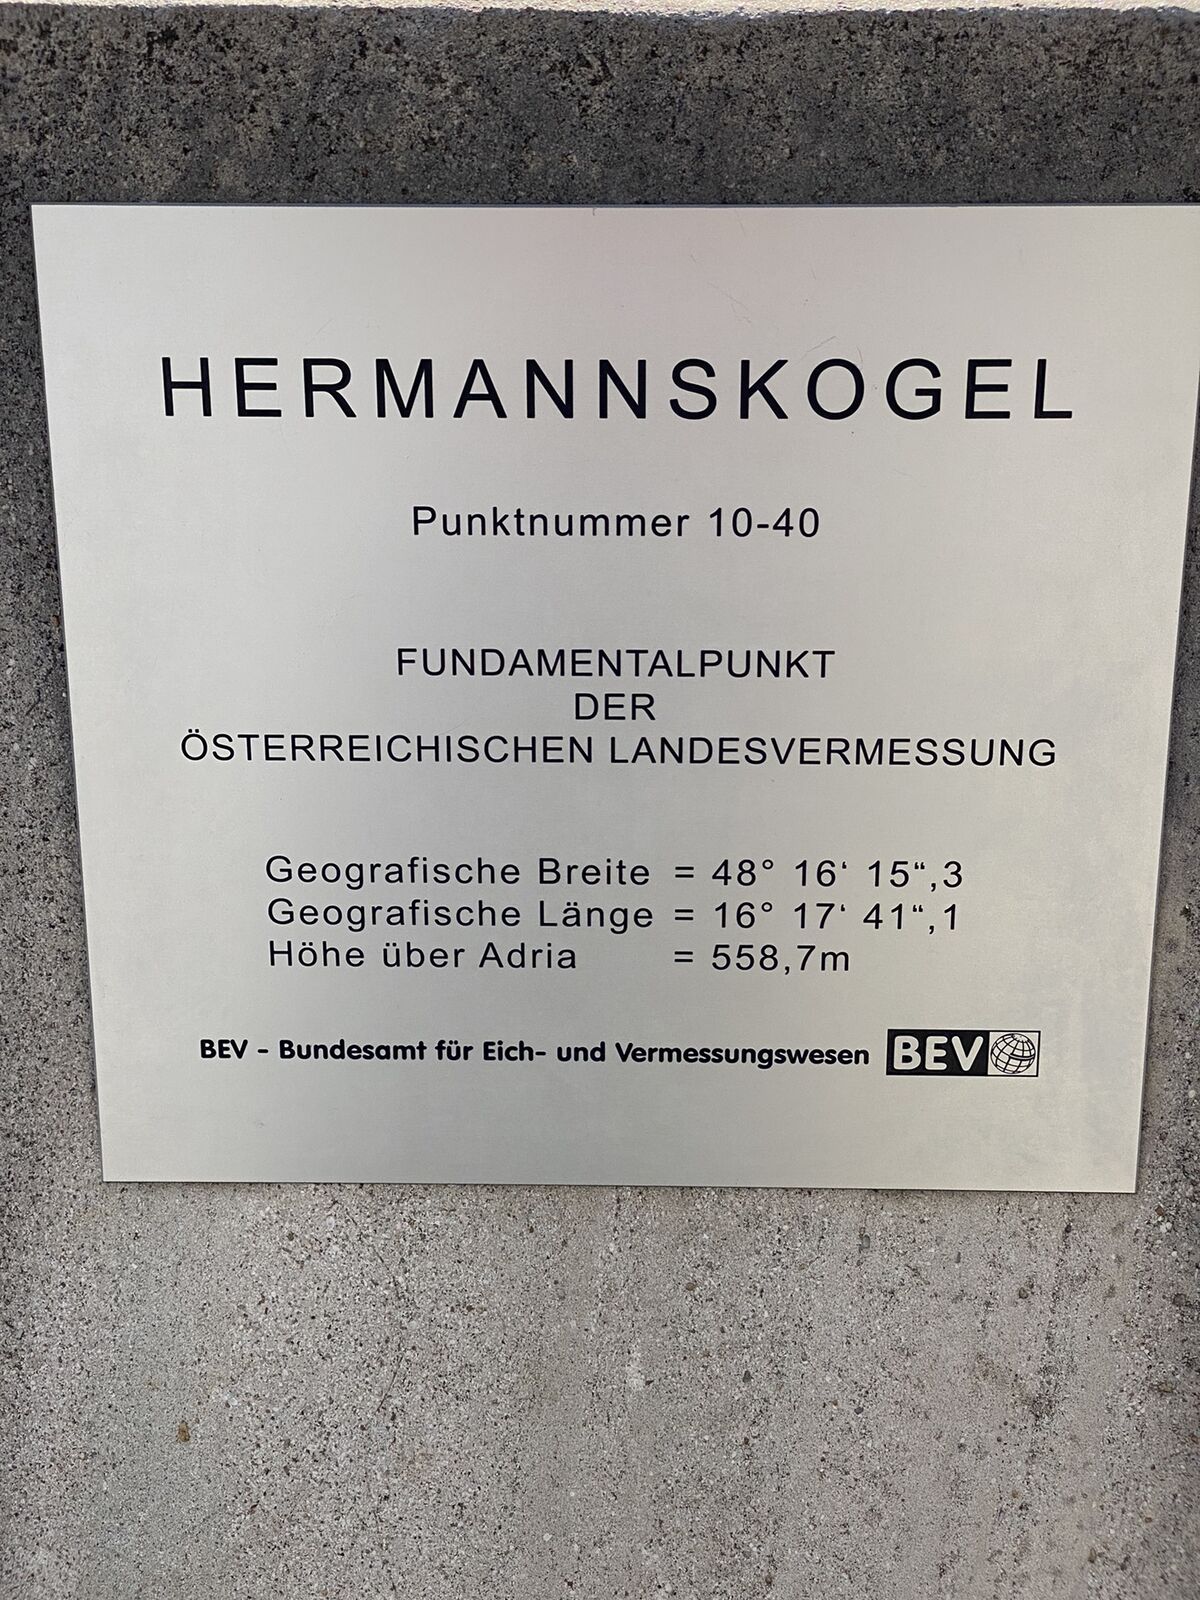 HERMANNSKOGEL
Punktnummer 10-40
FUNDAMENTALPUNKT
DER
ÖSTERREICHISCHEN LANDESVERMESSUNG
Geografische Breite = 48° 16‘ 15“,3
Geografische Länge = 16° 17‘ 41“,1
Höhe über Adria = 558,7m
BEV - Bundesamt für Eich- und Vermessungswesen BEV